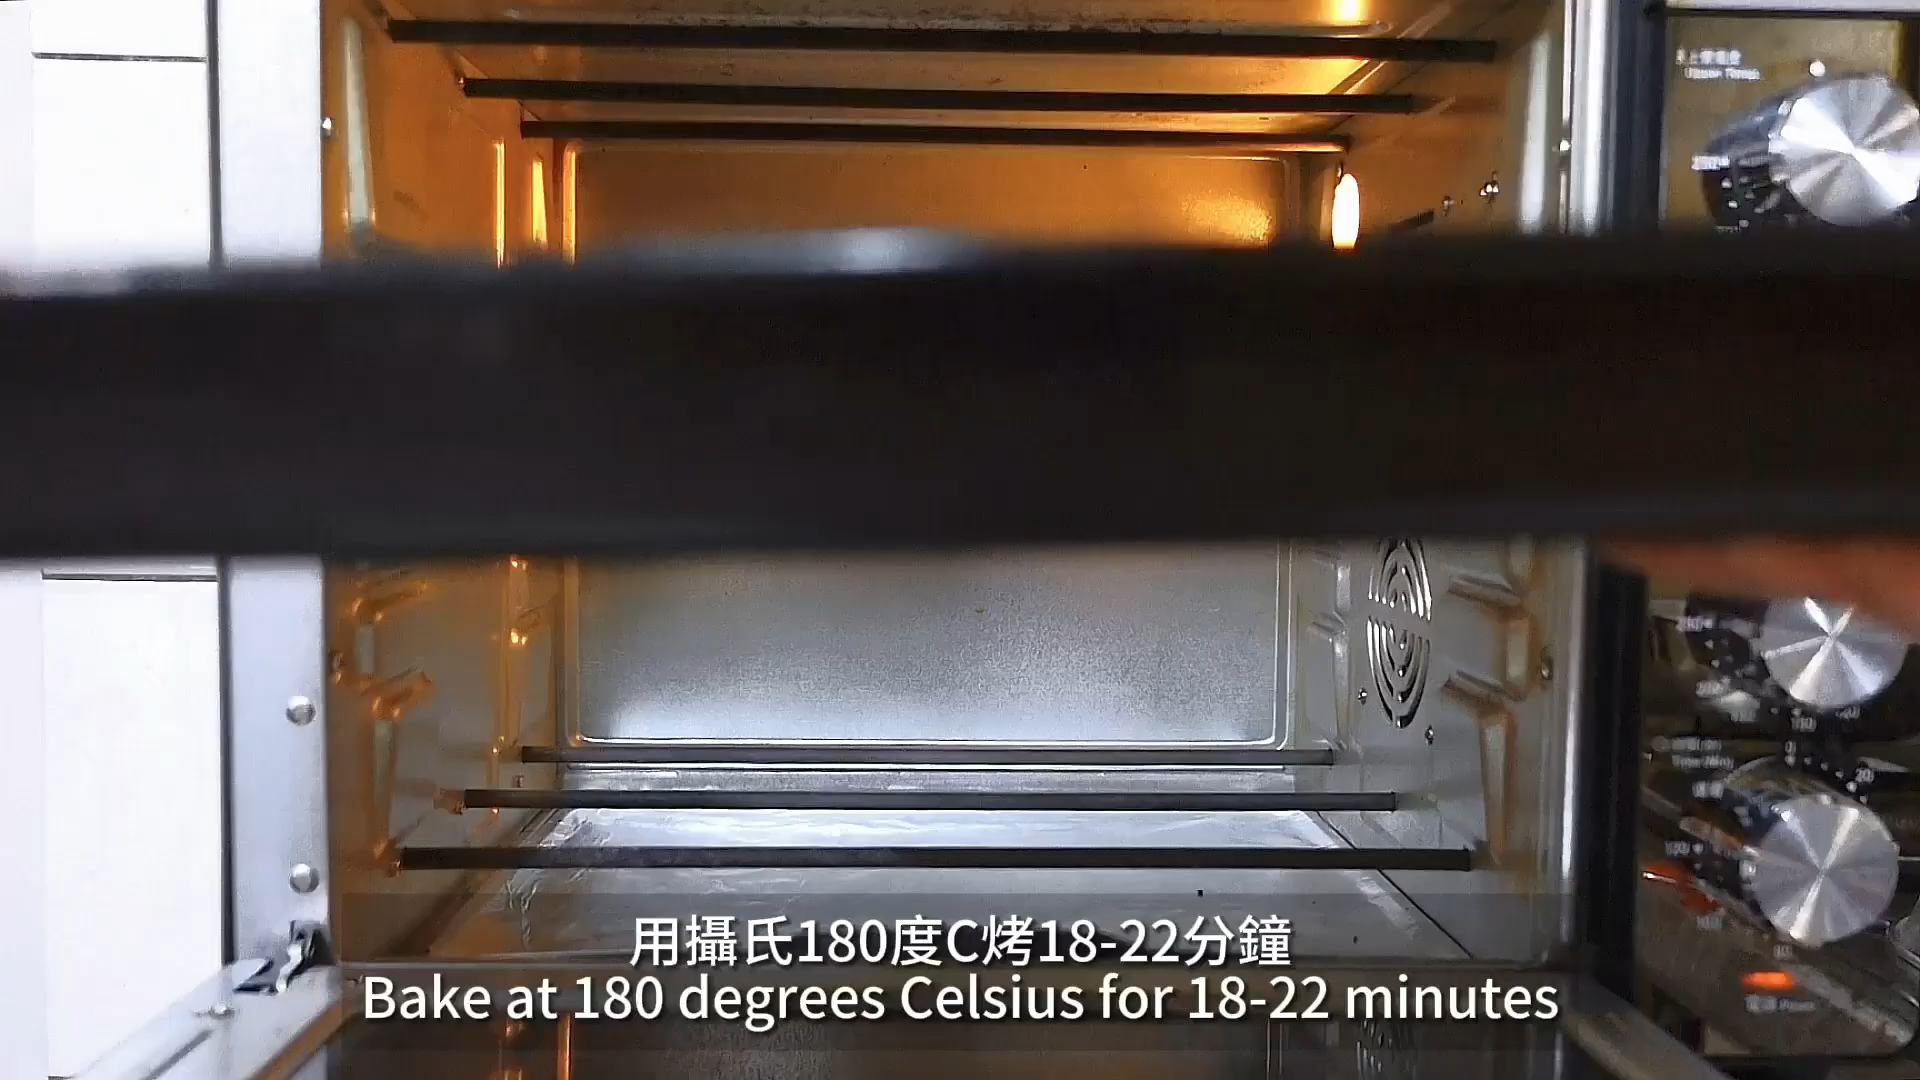 用攝氏180度C烤18-22分鐘
Bake at 180 degrees Celsius for 18-22 minutes